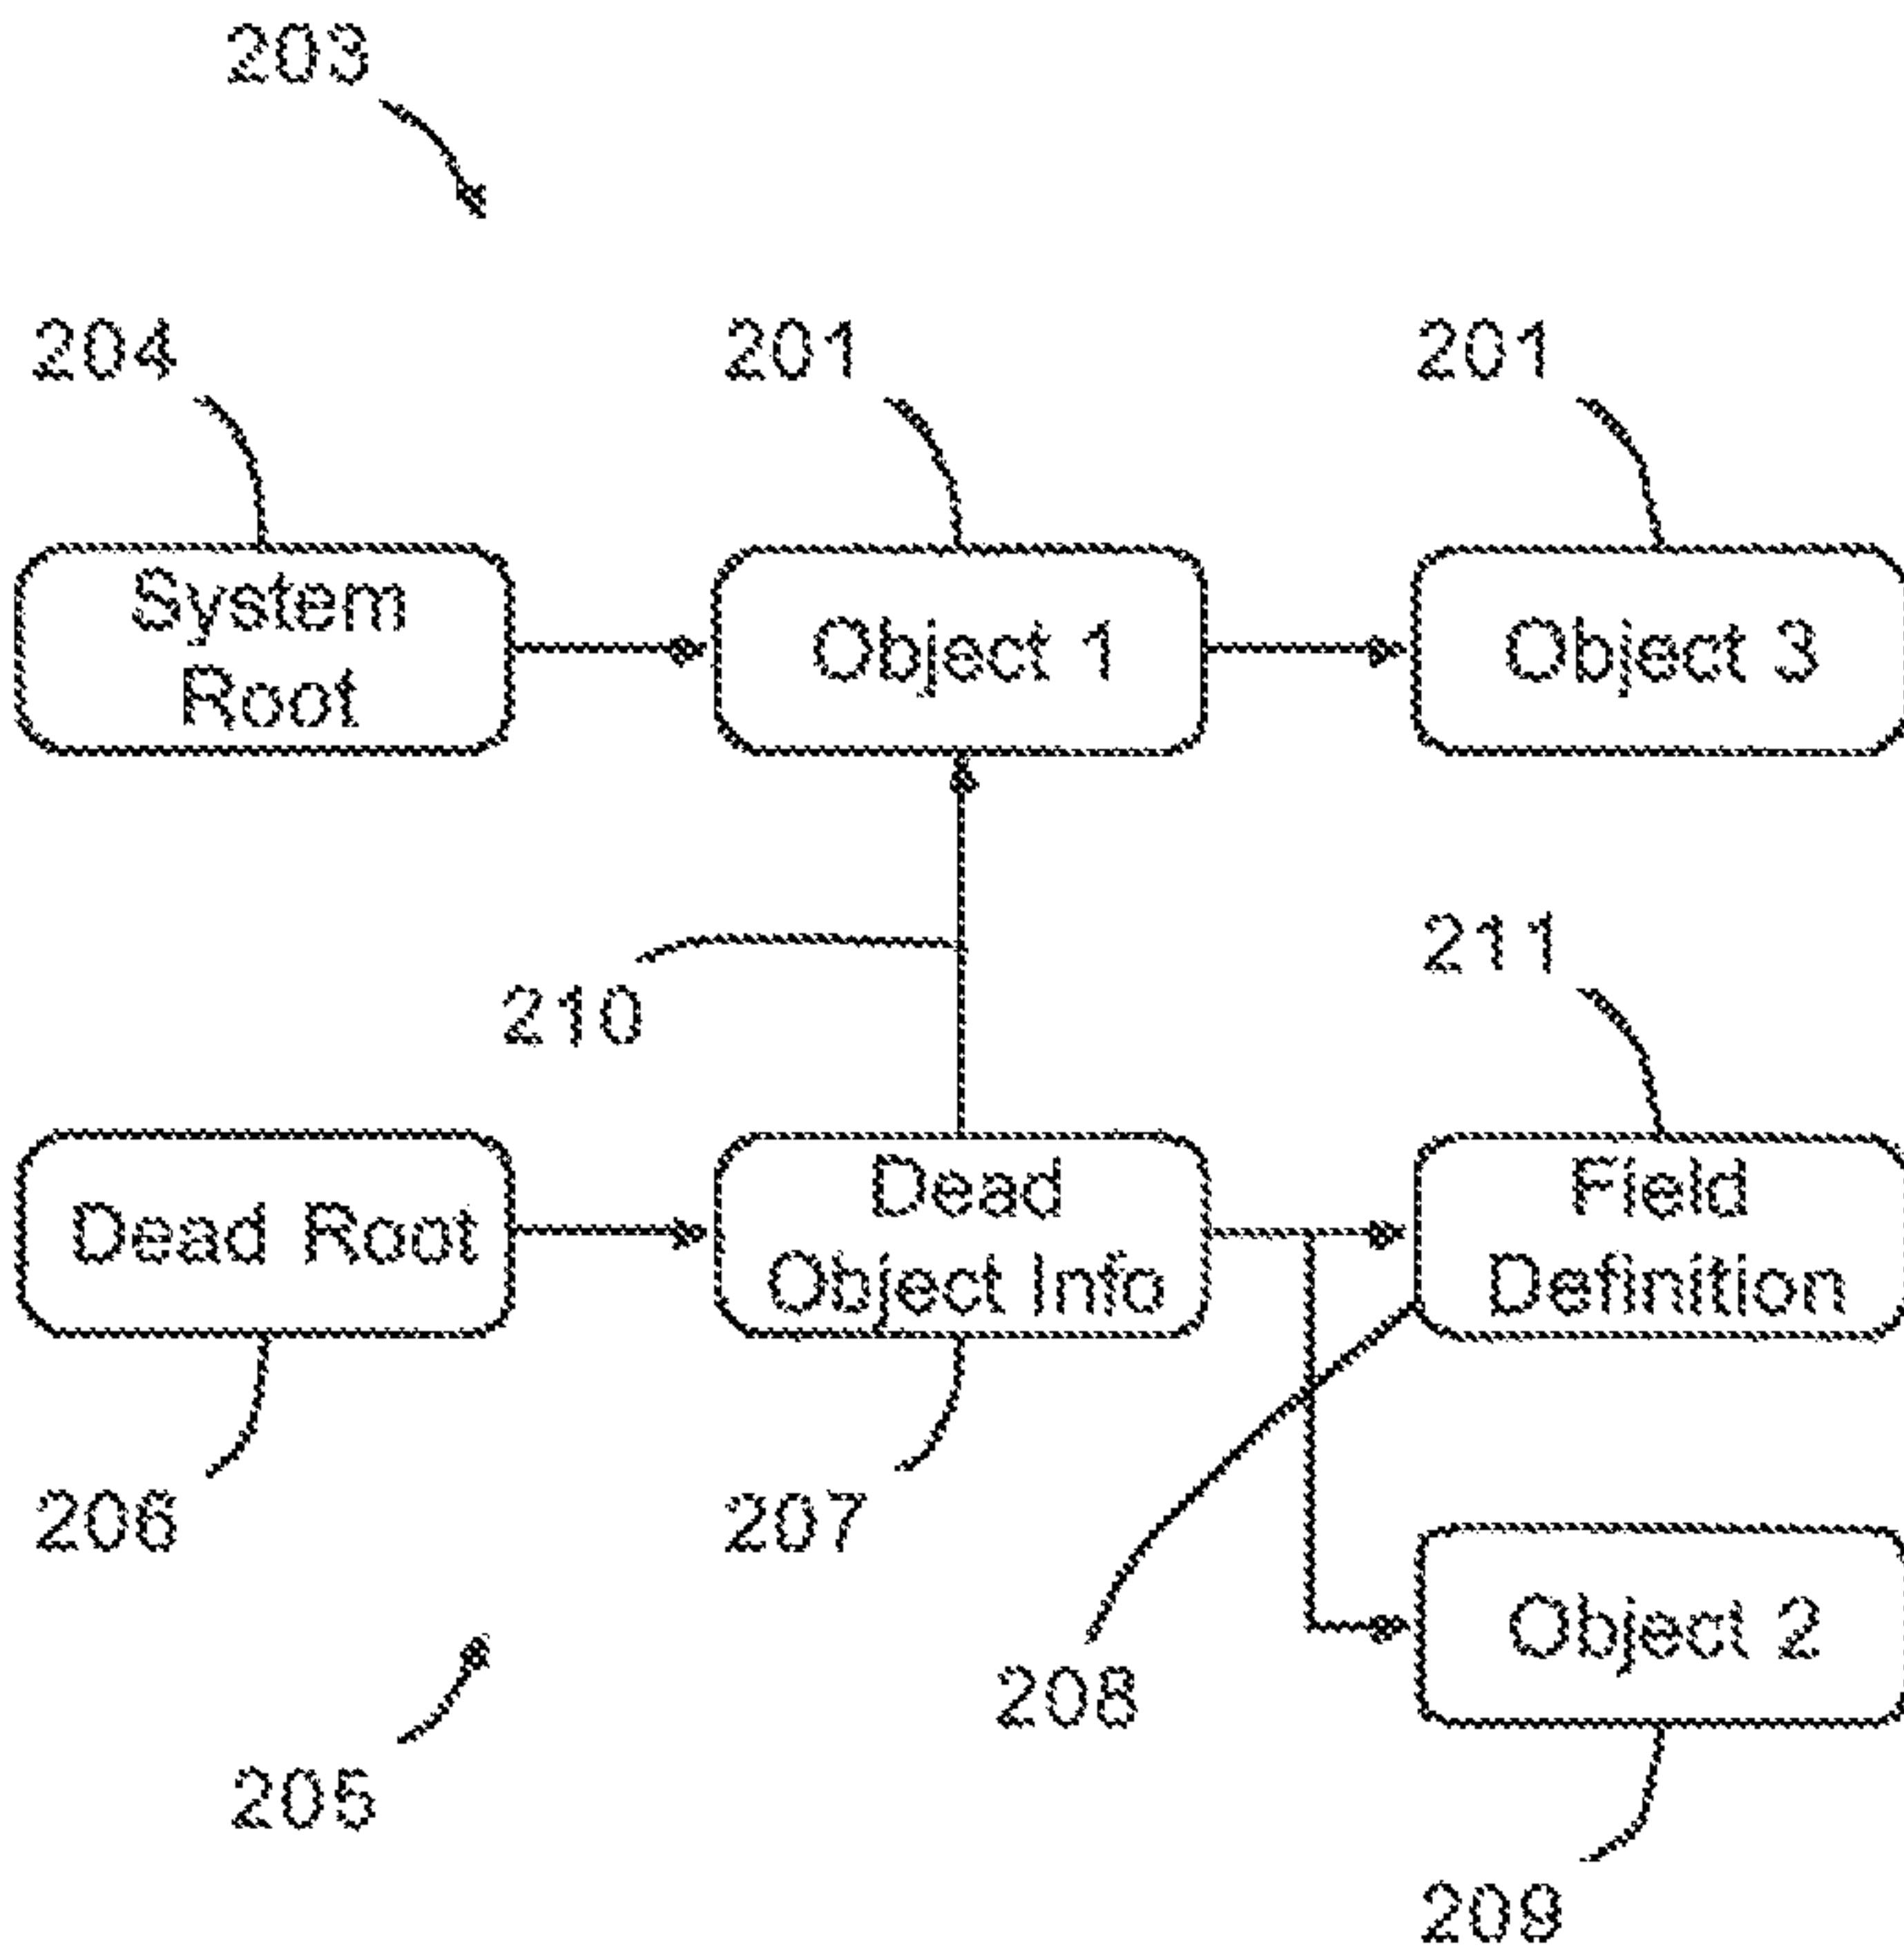 203
204
201
201
System
Root
Object 1
Object 3
210
211
Dead Root
Dead
Object Info
Field
Definition
206
207
208
Object 2
205
209